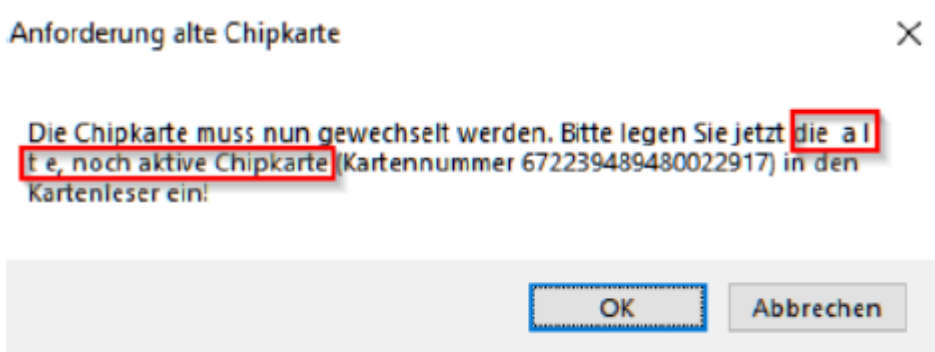 Anforderung alte Chipkarte
Die Chipkarte muss nun gewechselt werden. Bitte legen Sie jetzt die a l
t e, noch aktive Chipkarte (Kartennummer 672239489480022917) in den
Kartenleser ein!
OK Abbrechen